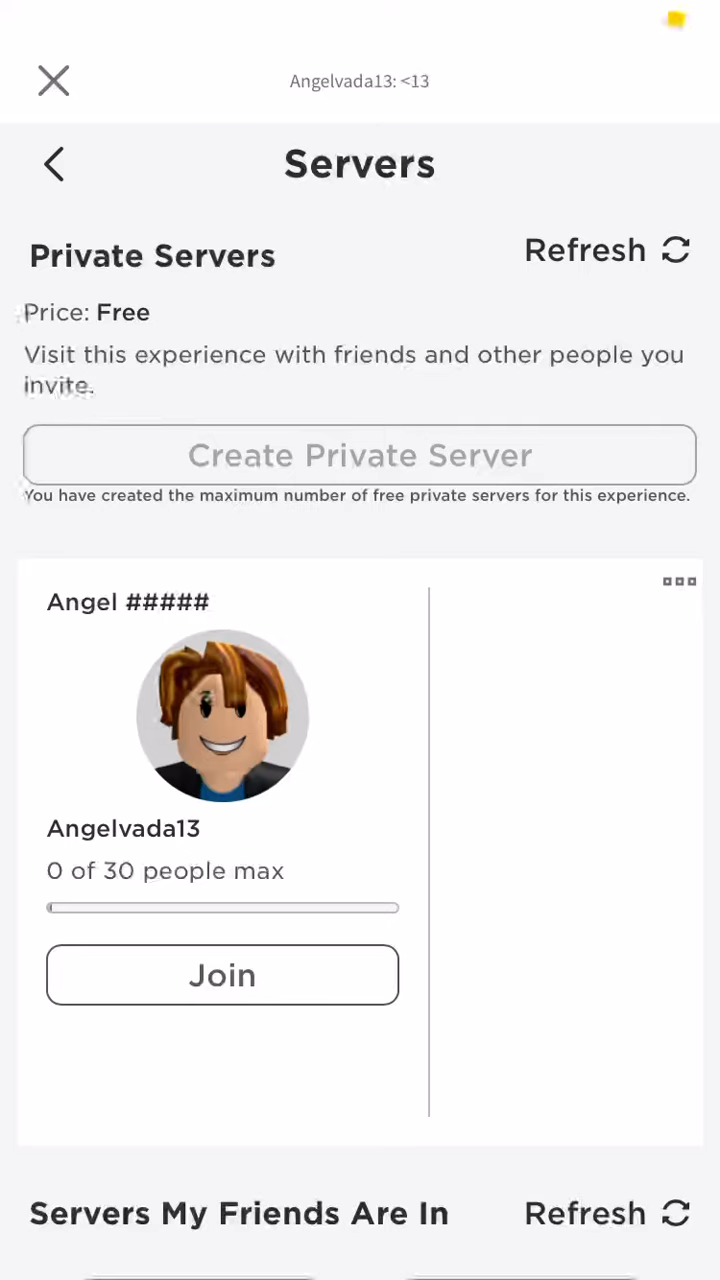 Angelvada13: <13
Servers
Private Servers
Refresh
Price: Free
Visit this experience with friends and other people you
invite.
Create Private Server
You have created the maximum number of free private servers for this experience.
Angel #####
Angelvada13
0 of 30 people max
Join
Servers My Friends Are In
Refresh